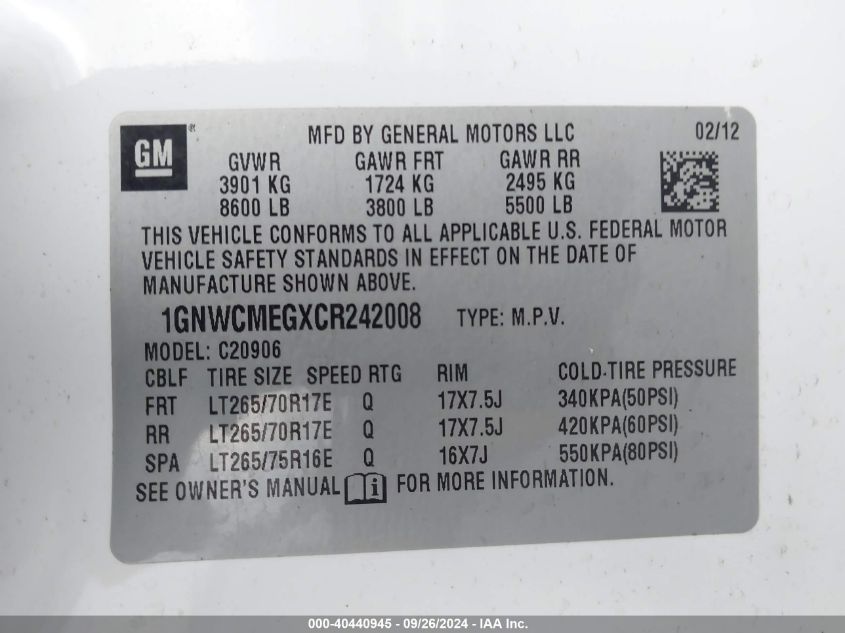 GM ®
MFD BY GENERAL MOTORS LLC 02/12
GVWR GAWR FRT GAWR RR
3901 KG 1724 KG 2495 KG
8600 LB 3800 LB 5500 LB
THIS VEHICLE CONFORMS TO ALL APPLICABLE U.S. FEDERAL MOTOR
VEHICLE SAFETY STANDARDS IN EFFECT ON THE DATE OF
MANUFACTURE SHOWN ABOVE.
1GNWCMEGXCR242008 TYPE: M.P.V.
MODEL: C20906
CBLF TIRE SIZE SPEED RTG RIM COLD TIRE PRESSURE
FRT LT265/70R17E Q 17X7.5J 340KPA(50PSI)
RR LT265/70R17E Q 17X7.5J 420KPA(60PSI)
SPA LT265/75R16E Q 16X7J 550KPA(80PSI)
SEE OWNER'S MANUAL i FOR MORE INFORMATION.
000-40440945 - 09/26/2024 - IAA Inc.